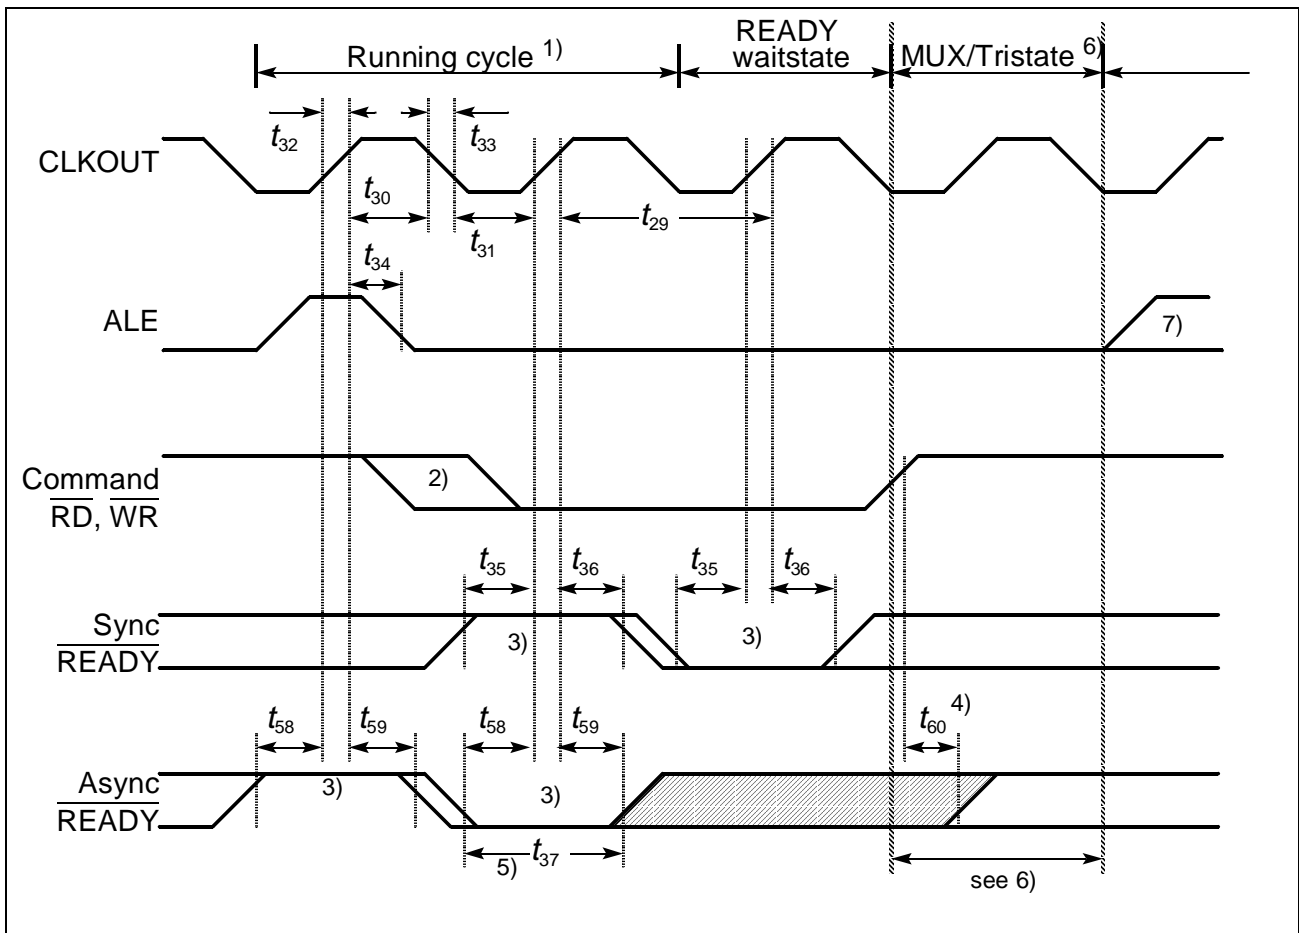 Running cycle 1)
READY
waitstate
MUX/Tristate 6)
t32
t33
CLKOUT
t30
t31
t29
t34
ALE
7)
Command
RD, WR
2)
t35
t36
t35
t36
Sync
READY
3)
3)
t58
t59
t58
t59
t60 4)
Async
READY
3)
3)
5)
t37
see 6)